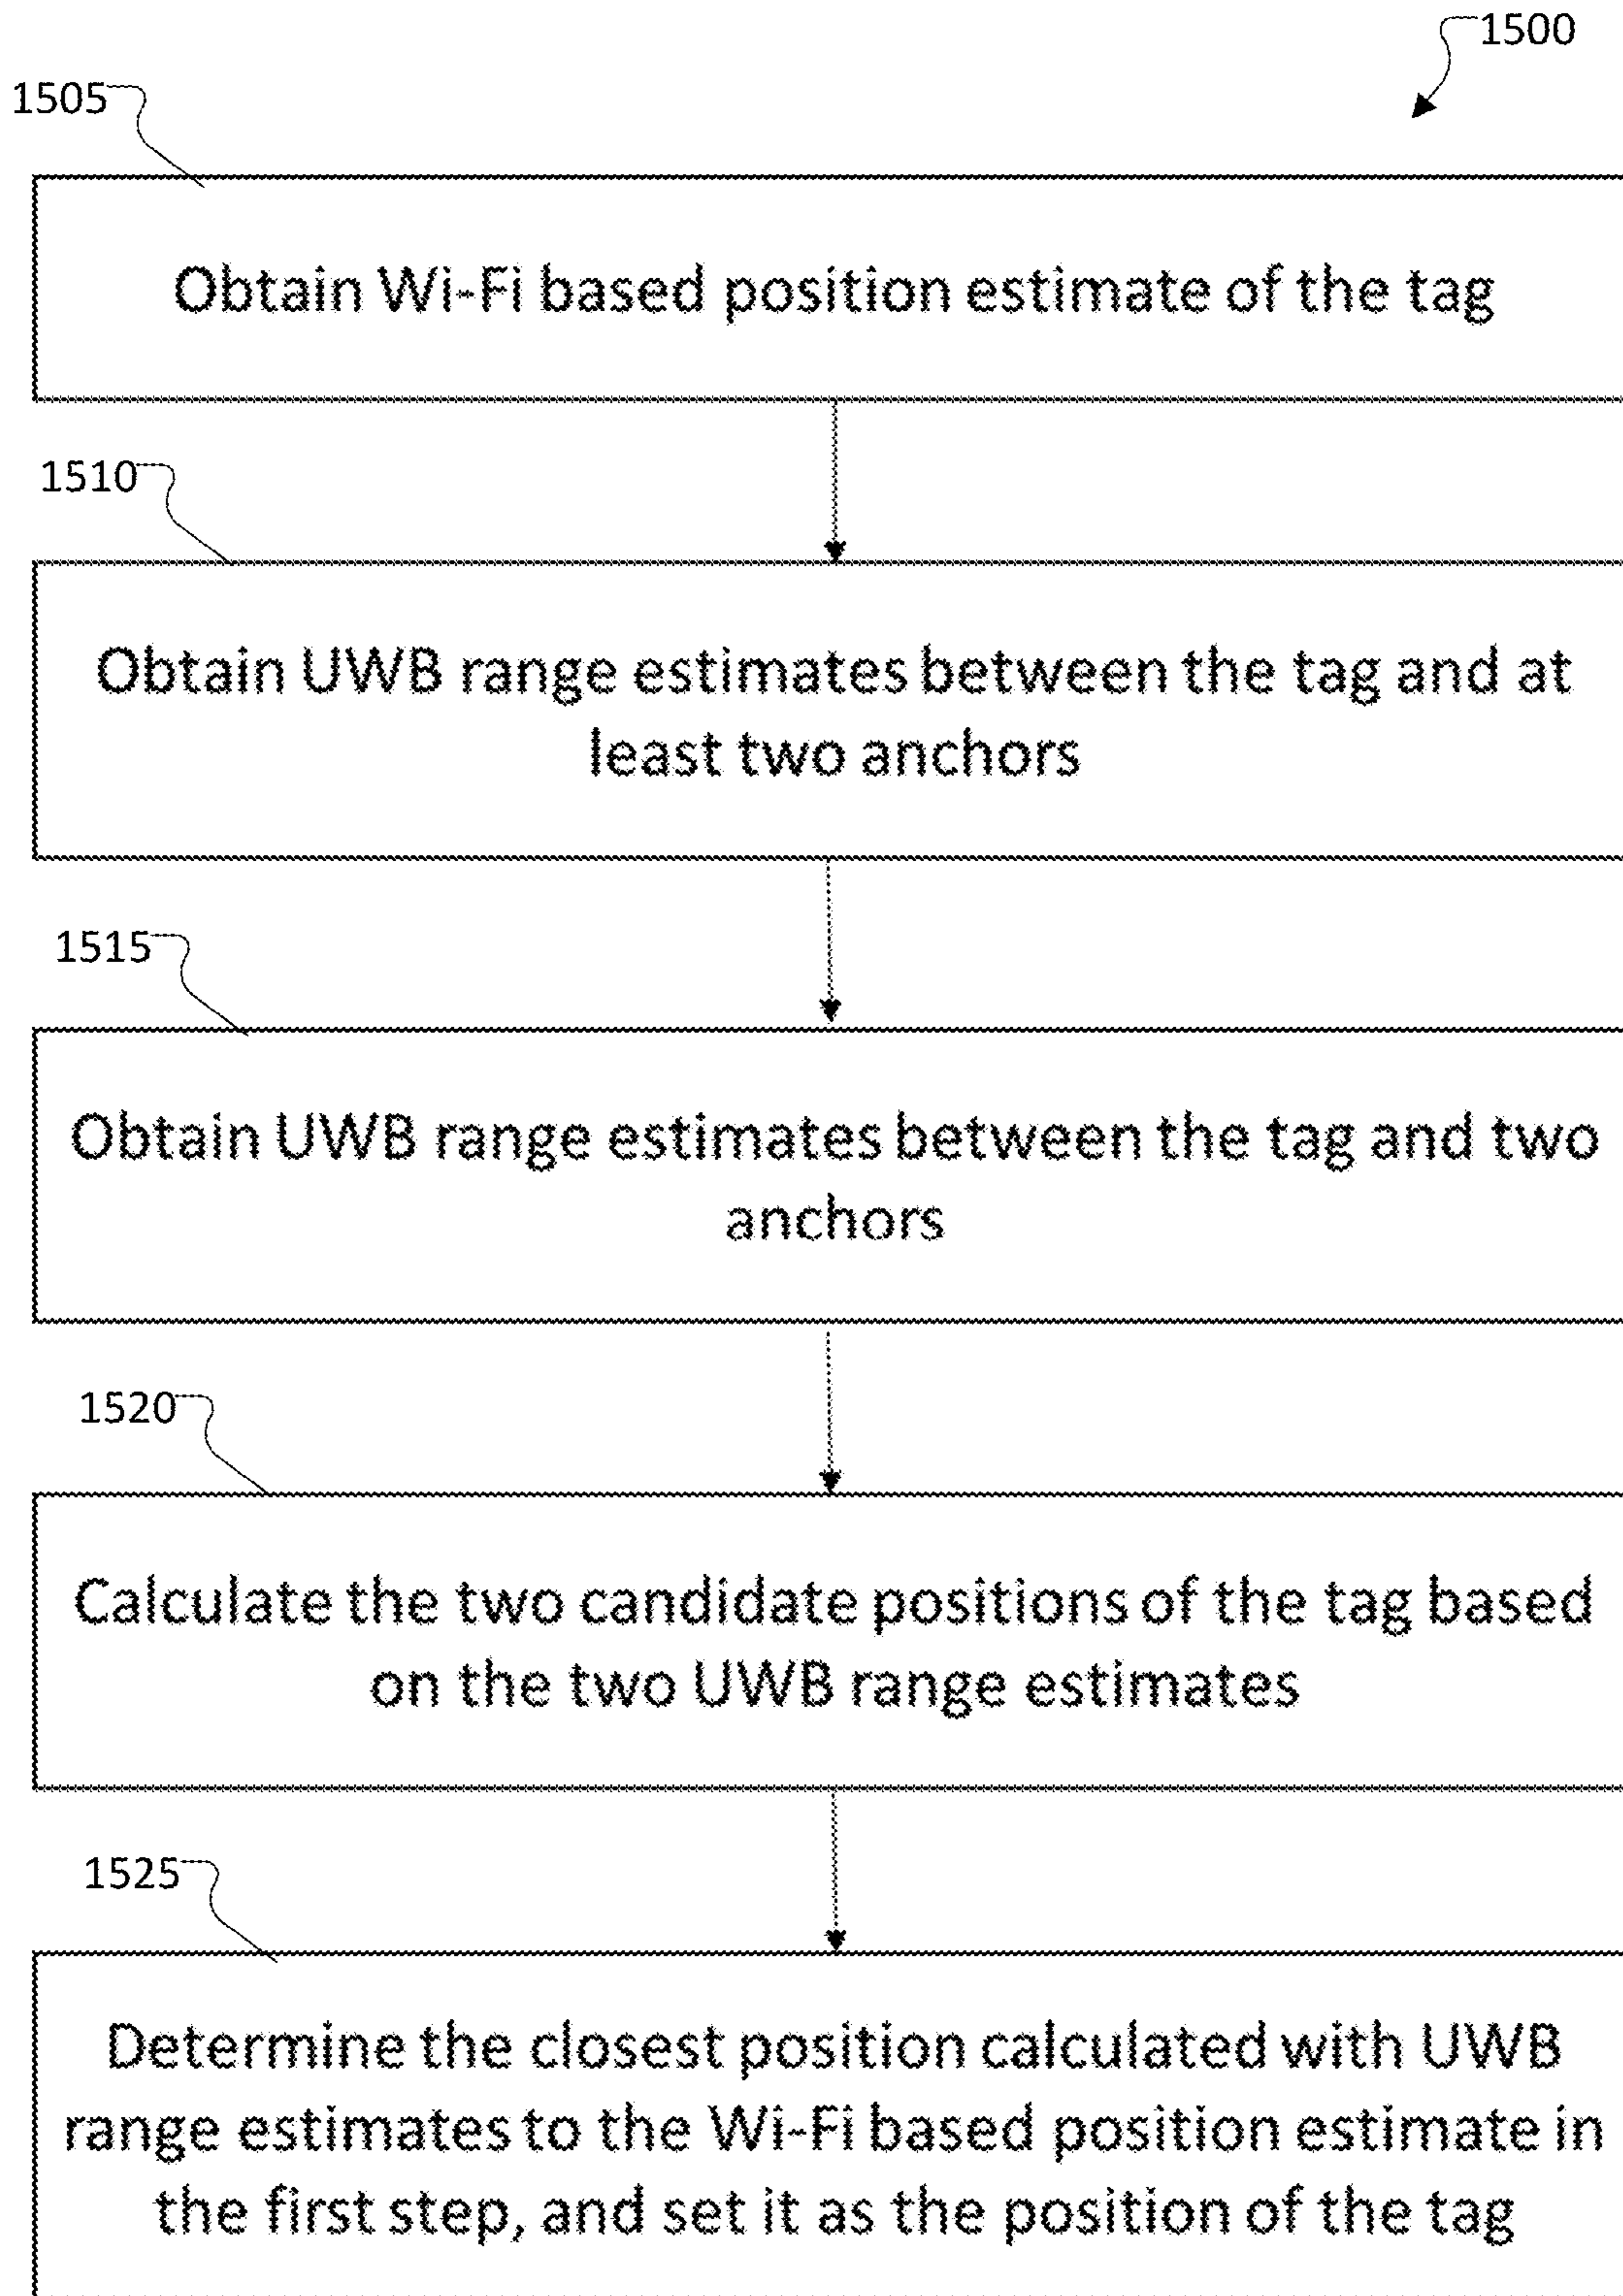 1500
1505
Obtain Wi-Fi based position estimate of the tag
1510
Obtain UWB range estimates between the tag and at
least two anchors
1515
Obtain UWB range estimates between the tag and two
anchors
1520
Calculate the two candidate positions of the tag based
on the two UWB range estimates
1525
Determine the closest position calculated with UWB
range estimates to the Wi-Fi based position estimate in
the first step, and set it as the position of the tag